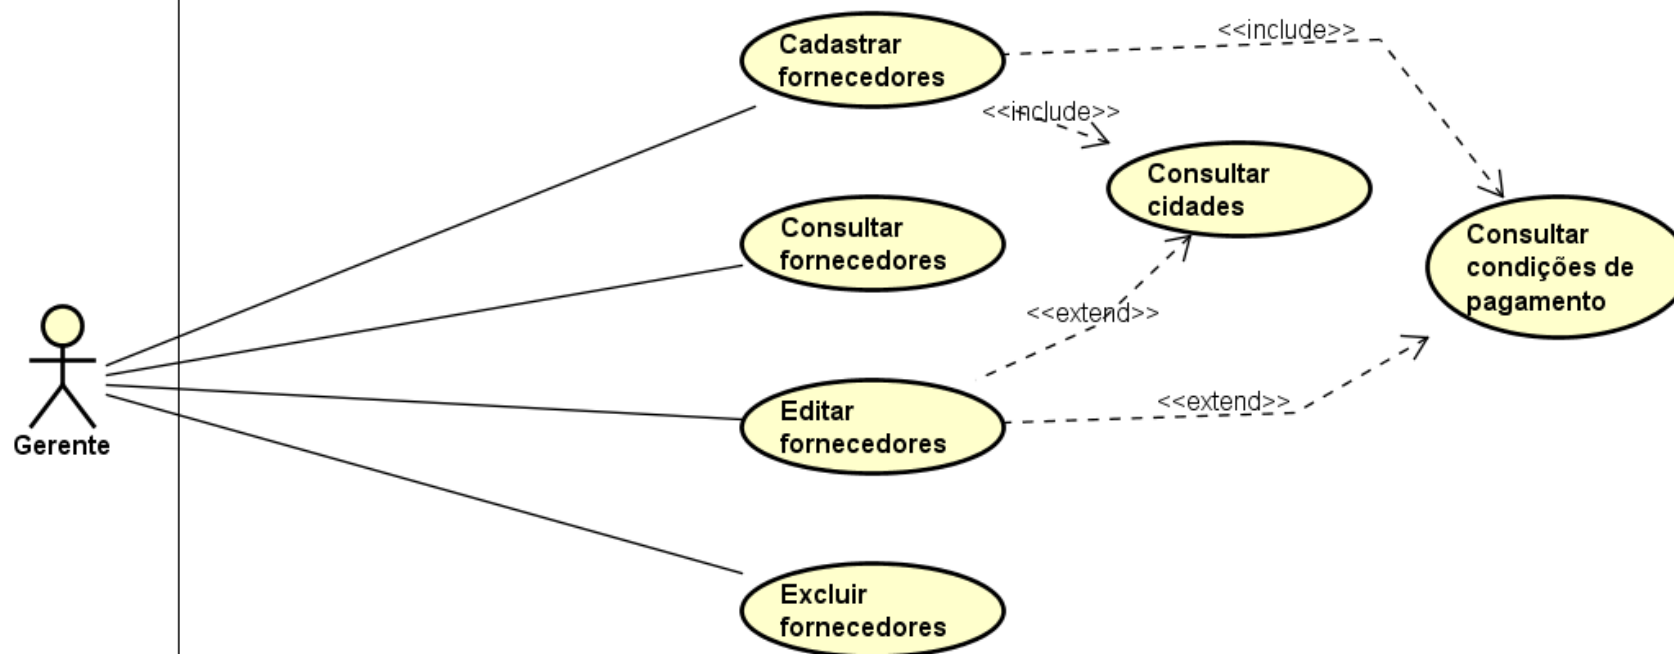 Cadastrar
fornecedores
<<include>>
<<include>>
Consultar
cidades
Consultar
fornecedores
Consultar
condições de
pagamento
<<extend>>
Editar
fornecedores
<<extend>>
Gerente
Excluir
fornecedores